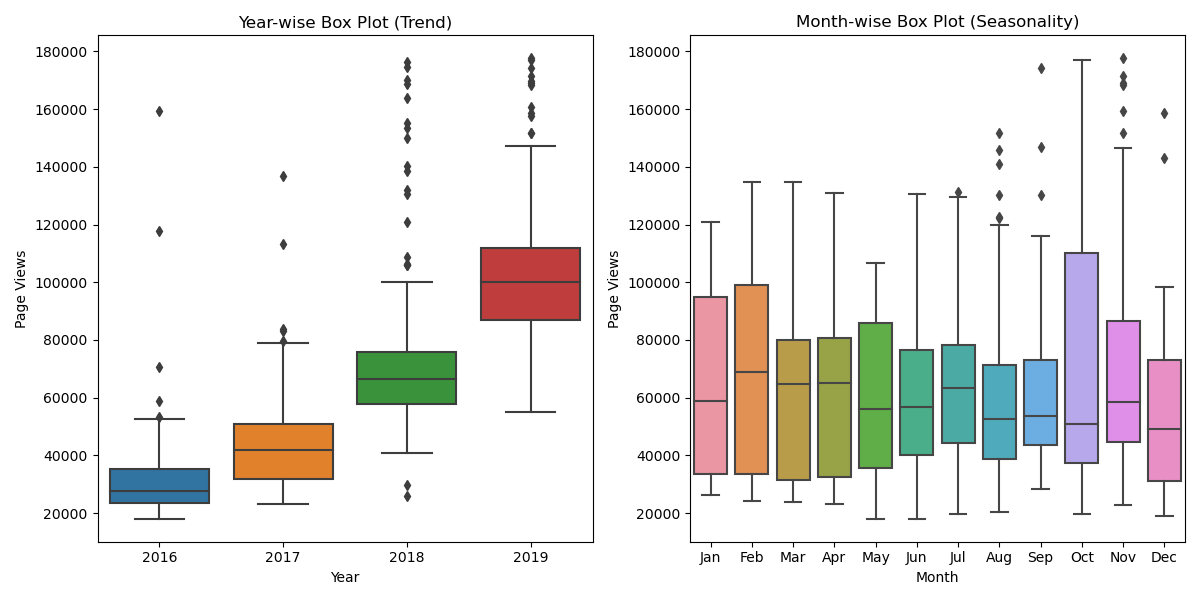 Year-wise Box Plot (Trend)
180000
160000
140000
120000
100000
80000
60000
40000
20000
Page Views
2016 2017 2018 2019
Year
Month-wise Box Plot (Seasonality)
180000
160000
140000
120000
100000
80000
60000
40000
20000
Page Views
Jan Feb Mar Apr May Jun Jul Aug Sep Oct Nov Dec
Month